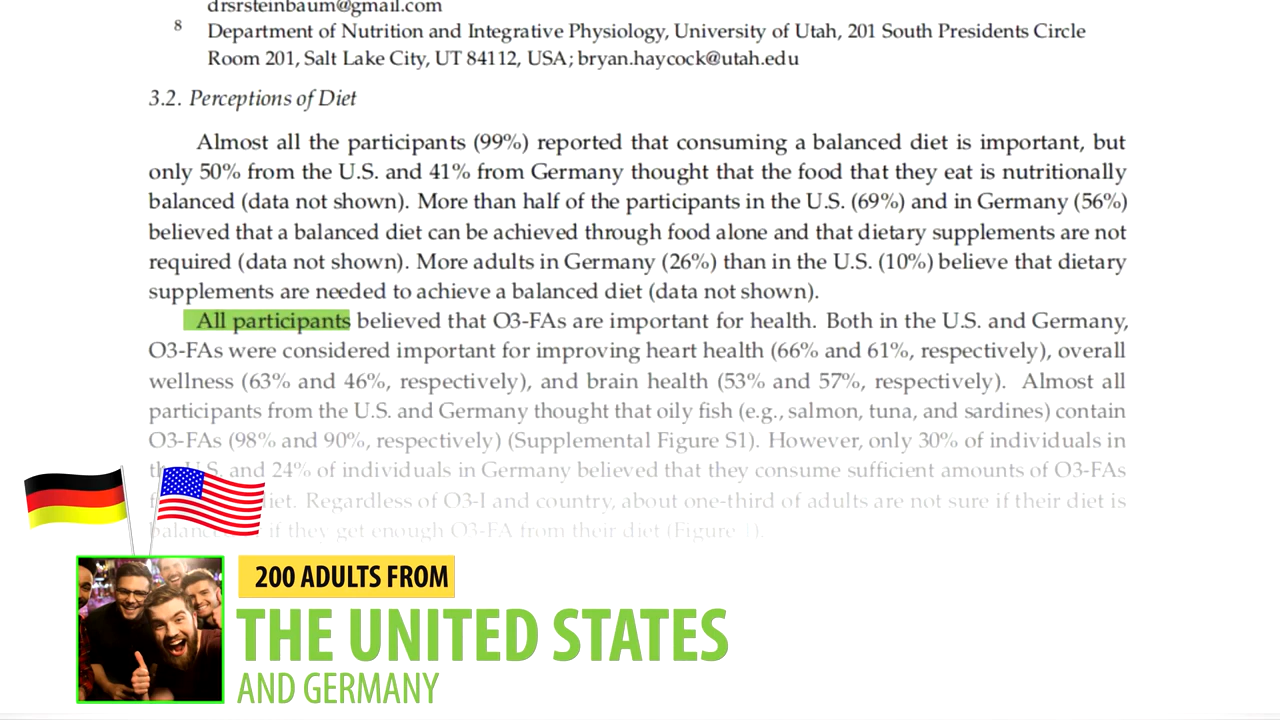 drsrsteinbaum@gmail.com
8 Department of Nutrition and Integrative Physiology, University of Utah, 201 South Presidents Circle
Room 201, Salt Lake City, UT 84112, USA; bryan.haycock@utah.edu
3.2. Perceptions of Diet
Almost all the participants (99%) reported that consuming a balanced diet is important, but
only 50% from the U.S. and 41% from Germany thought that the food that they eat is nutritionally
balanced (data not shown). More than half of the participants in the U.S. (69%) and in Germany (56%)
believed that a balanced diet can be achieved through food alone and that dietary supplements are not
required (data not shown). More adults in Germany (26%) than in the U.S. (10%) believe that dietary
supplements are needed to achieve a balanced diet (data not shown).
All participants believed that O3-FAs are important for health. Both in the U.S. and Germany,
O3-FAs were considered important for improving heart health (66% and 61%, respectively), overall
wellness (63% and 46%, respectively), and brain health (53% and 57%, respectively). Almost all
participants from the U.S. and Germany thought that oily fish (e.g., salmon, tuna, and sardines) contain
O3-FAs (98% and 90%, respectively) (Supplemental Figure S1). However, only 30% of individuals in
U.S. and 24% of individuals in Germany believed that they consume sufficient amounts of O3-FAs
Regardless of O3-I and country, about one-third of adults are not sure if their diet is
if they get enough O3-FA from their diet (Figure
200 ADULTS FROM
THE UNITED STATES
AND GERMANY